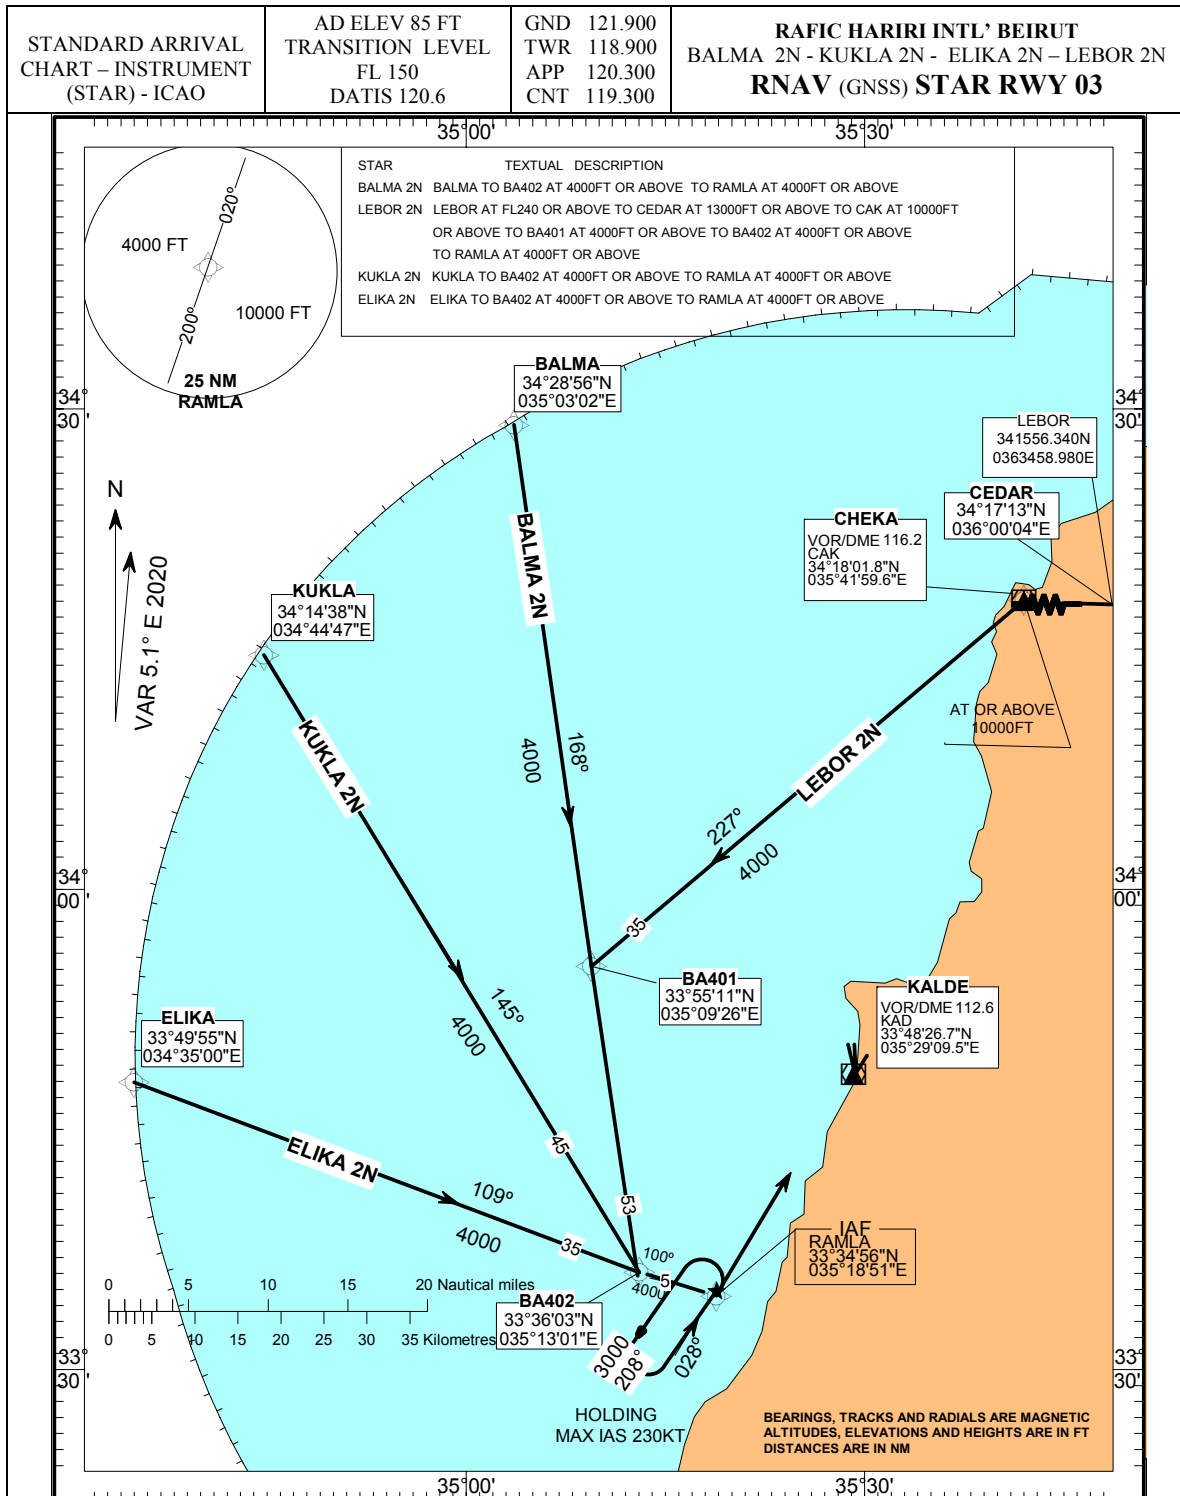 STANDARD ARRIVAL
CHART – INSTRUMENT
(STAR) - ICAO
AD ELEV 85 FT
TRANSITION LEVEL
FL 150
DATIS 120.6
GND 121.900
TWR 118.900
APP 120.300
CNT 119.300
RAFIC HARIRI INTL' BEIRUT
BALMA 2N - KUKLA 2N - ELIKA 2N – LEBOR 2N
RNAV (GNSS) STAR RWY 03
35°00'
35°30'
STAR TEXTUAL DESCRIPTION
BALMA 2N BALMA TO BA402 AT 4000FT OR ABOVE TO RAMLA AT 4000FT OR ABOVE
LEBOR 2N LEBOR AT FL240 OR ABOVE TO CEDAR AT 13000FT OR ABOVE TO CAK AT 10000FT
OR ABOVE TO BA401 AT 4000FT OR ABOVE TO BA402 AT 4000FT OR ABOVE
TO RAMLA AT 4000FT OR ABOVE
KUKLA 2N KUKLA TO BA402 AT 4000FT OR ABOVE TO RAMLA AT 4000FT OR ABOVE
ELIKA 2N ELIKA TO BA402 AT 4000FT OR ABOVE TO RAMLA AT 4000FT OR ABOVE
020°
4000 FT
10000 FT
200°
25 NM
RAMLA
BALMA
34°28'56"N
035°03'02"E
34°
30'
34°
30'
LEBOR
341556.340N
0363458.980E
CEDAR
34°17'13"N
036°00'04"E
CHEKA
VOR/DME 116.2
CAK
34°18'01.8"N
035°41'59.6"E
N
VAR 5.1° E 2020
KUKLA
34°14'38"N
034°44'47"E
BALMA 2N
AT OR ABOVE
10000FT
KUKLA 2N
168°
4000
LEBOR 2N
227°
4000
34°
00'
34°
00'
35
BA401
33°55'11"N
035°09'26"E
KALDE
VOR/DME 112.6
KAD
33°48'26.7"N
035°29'09.5"E
145°
4000
ELIKA
33°49'55"N
034°35'00"E
ELIKA 2N
45
109°
4000
53
35
IAF
RAMLA
33°34'56"N
035°18'51"E
100°
5
4000
0 5 10 15 20 Nautical miles
0 5 10 15 20 25 30 35 Kilometres
BA402
33°36'03"N
035°13'01"E
3000
208°
028°
33°
30'
33°
30'
HOLDING
MAX IAS 230KT
BEARINGS, TRACKS AND RADIALS ARE MAGNETIC
ALTITUDES, ELEVATIONS AND HEIGHTS ARE IN FT
DISTANCES ARE IN NM
35°00'
35°30'